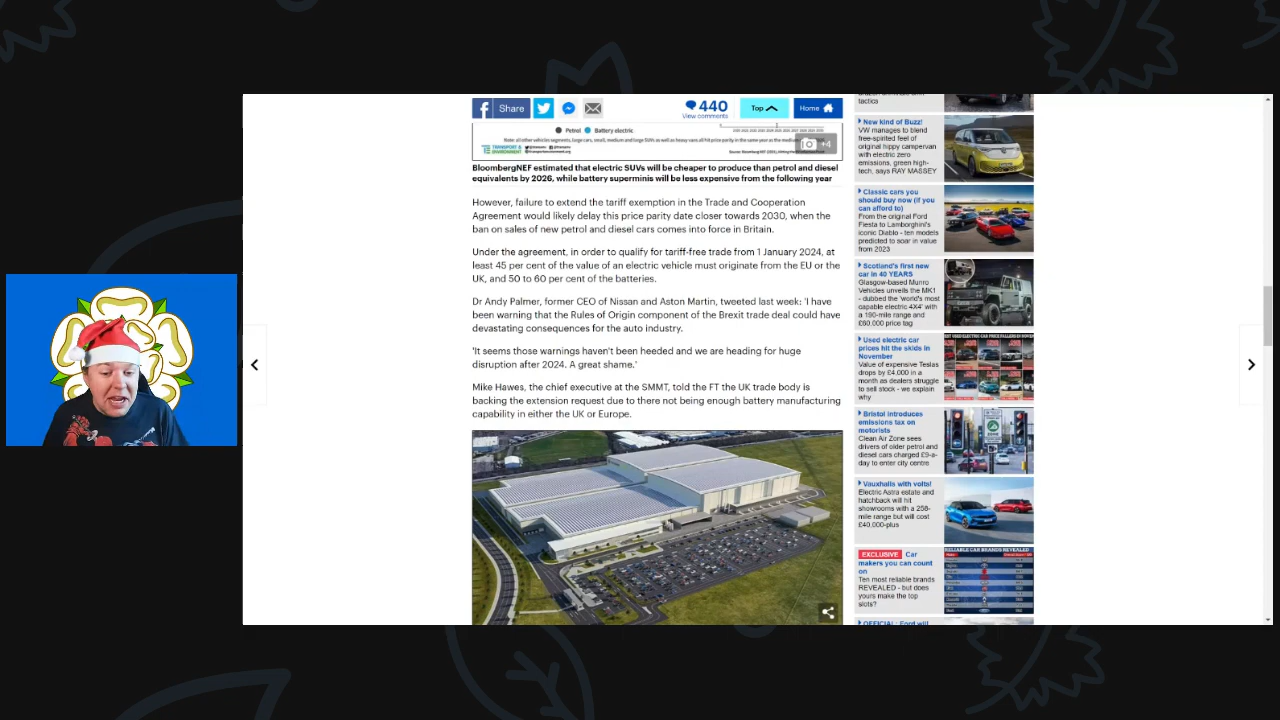 Share
440
View comments
Top
Home
Petrol
Battery electric
TRANSPORT &
ENVIRONMENT
+4
BloombergNEF estimated that electric SUVs will be cheaper to produce than petrol and diesel
equivalents by 2026, while battery superminis will be less expensive from the following year
However, failure to extend the tariff exemption in the Trade and Cooperation
Agreement would likely delay this price parity date closer towards 2030, when the
ban on sales of new petrol and diesel cars comes into force in Britain.
Under the agreement, in order to qualify for tariff-free trade from 1 January 2024, at
least 45 per cent of the value of an electric vehicle must originate from the EU or the
UK, and 50 to 60 per cent of the batteries.
Dr Andy Palmer, former CEO of Nissan and Aston Martin, tweeted last week: 'I have
been warning that the Rules of Origin component of the Brexit trade deal could have
devastating consequences for the auto industry.
'It seems those warnings haven't been heeded and we are heading for huge
disruption after 2024. A great shame.'
Mike Hawes, the chief executive at the SMMT, told the FT the UK trade body is
backing the extension request due to there not being enough battery manufacturing
capability in either the UK or Europe.
tactics
New kind of Buzz!
VW manages to blend
free-spirited feel of
original hippy campervan
with electric zero
emissions, green high-
tech, says RAY MASSEY
Classic cars you
should buy now (if you
can afford to)
From the original Ford
Fiesta to Lamborghini's
iconic Diablo - ten models
predicted to soar in value
from 2023
Scotland's first new
car in 40 YEARS
Glasgow-based Munro
Vehicles unveils the MK1
- dubbed the 'world's most
capable electric 4X4' with
a 190-mile range and
£60,000 price tag
Used electric car
prices hit the skids in
November
Value of expensive Teslas
drops by £4,000 in a
month as dealers struggle
to sell stock - we explain
why
Bristol introduces
emissions tax on
motorists
Clean Air Zone sees
drivers of older petrol and
diesel cars charged £9-a-
day to enter city centre
Vauxhalls with volts!
Electric Astra estate and
hatchback will hit
showrooms with a 258-
mile range but will cost
£40,000-plus
EXCLUSIVE Car
makers you can count
on
Ten most reliable brands
REVEALED - but does
yours make the top
slots?
RELIABLE CAR BRANDS REVEALED
OFFICIAL: Ford will